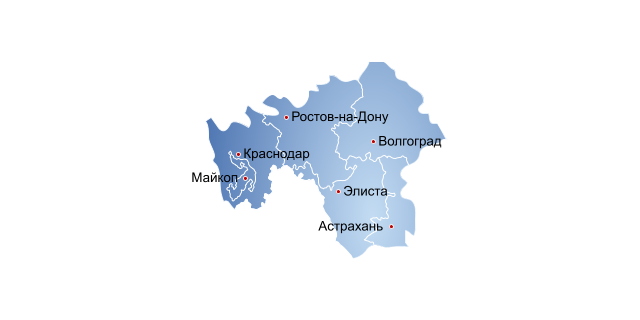 Ростов-на-Дону
Волгоград
Краснодар
Майкоп
Элиста
Астрахань